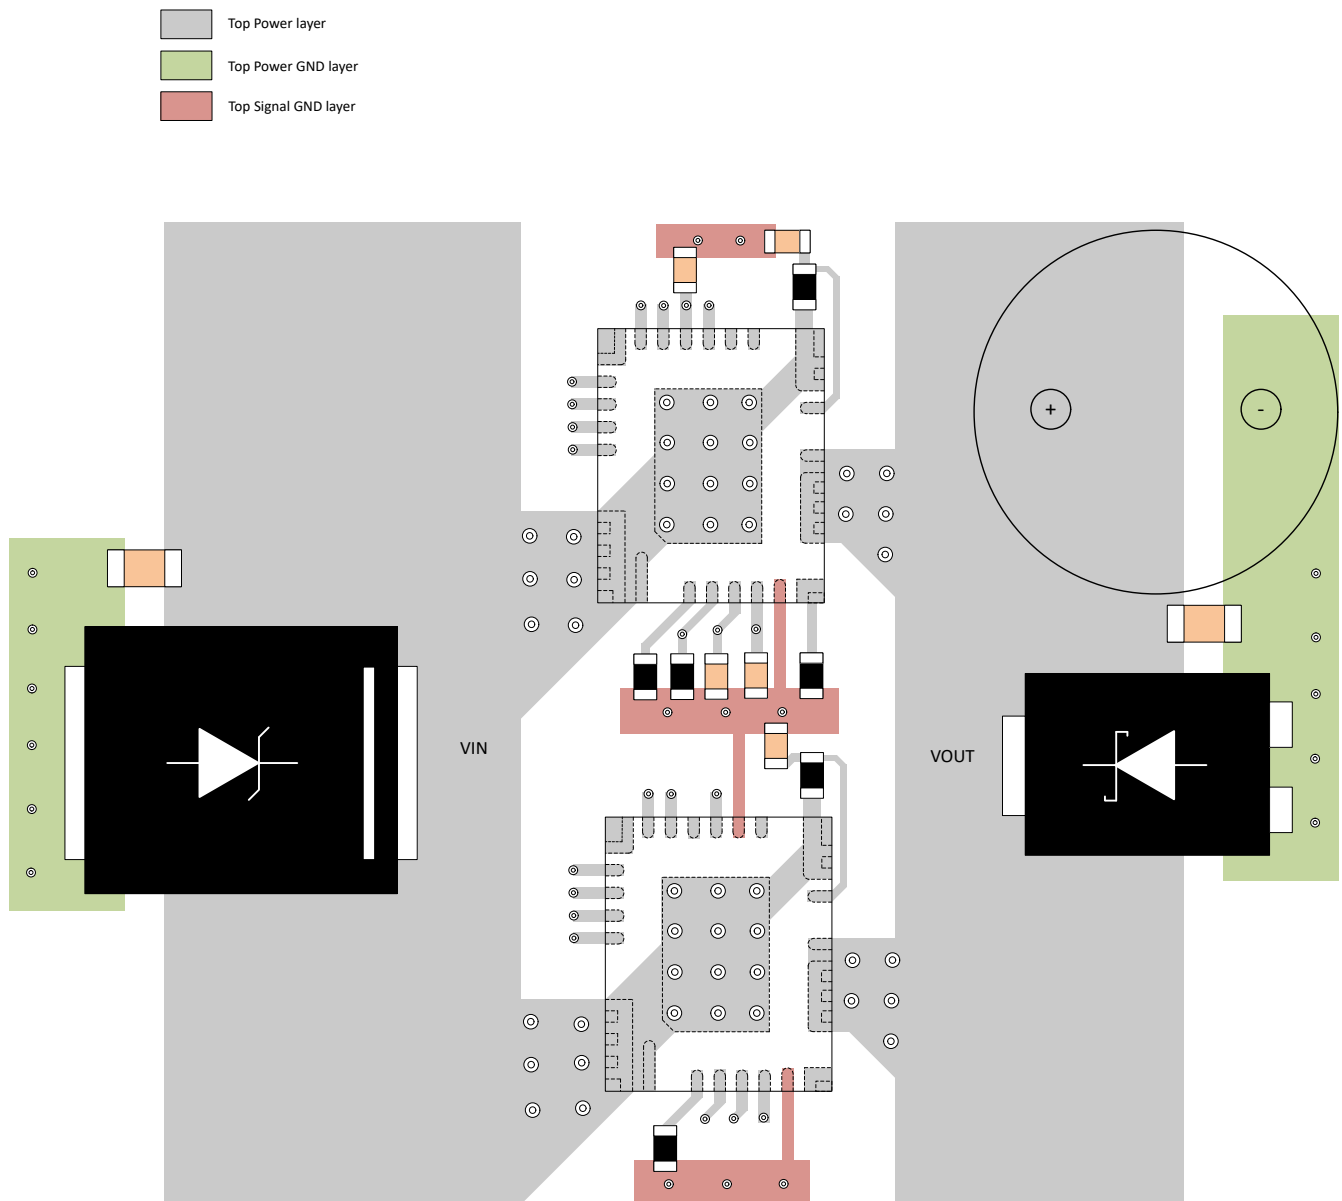 Top Power layer
Top Power GND layer
Top Signal GND layer
+
-
VIN
VOUT